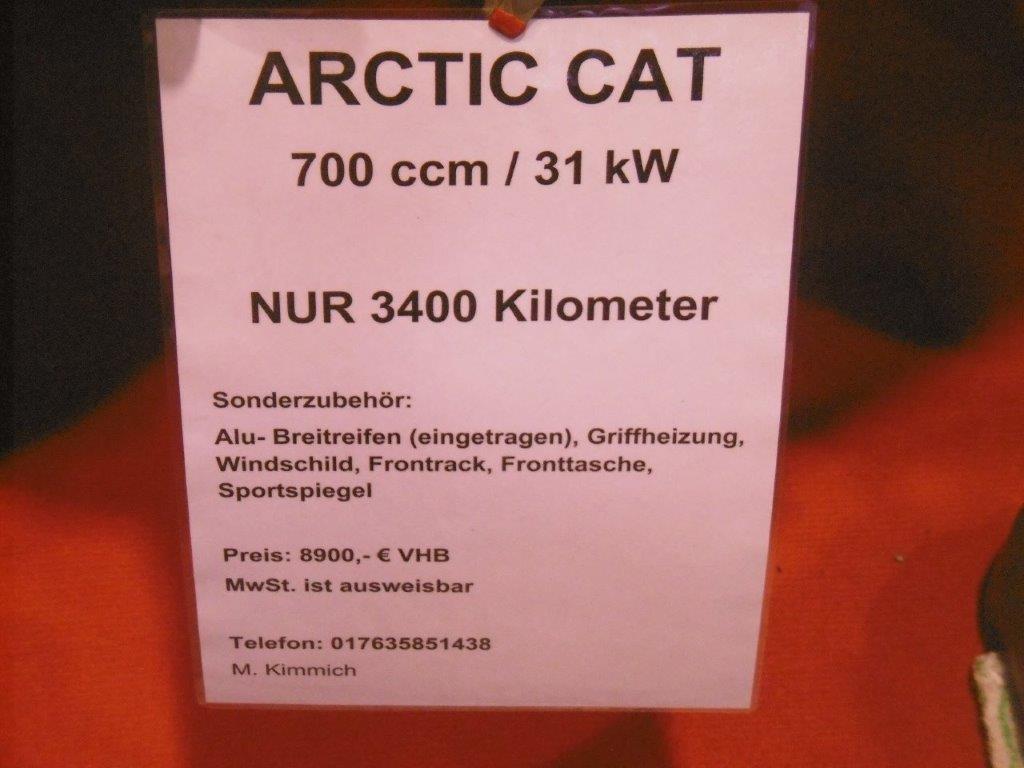 ARCTIC CAT
700 ccm / 31 kW
NUR 3400 Kilometer
Sonderzubehör:
Alu- Breitreifen (eingetragen), Griffheizung,
Windschild, Frontrack, Fronttasche,
Sportspiegel
Preis: 8900,- € VHB
MwSt. ist ausweisbar
Telefon: 017635851438
M. Kimmich